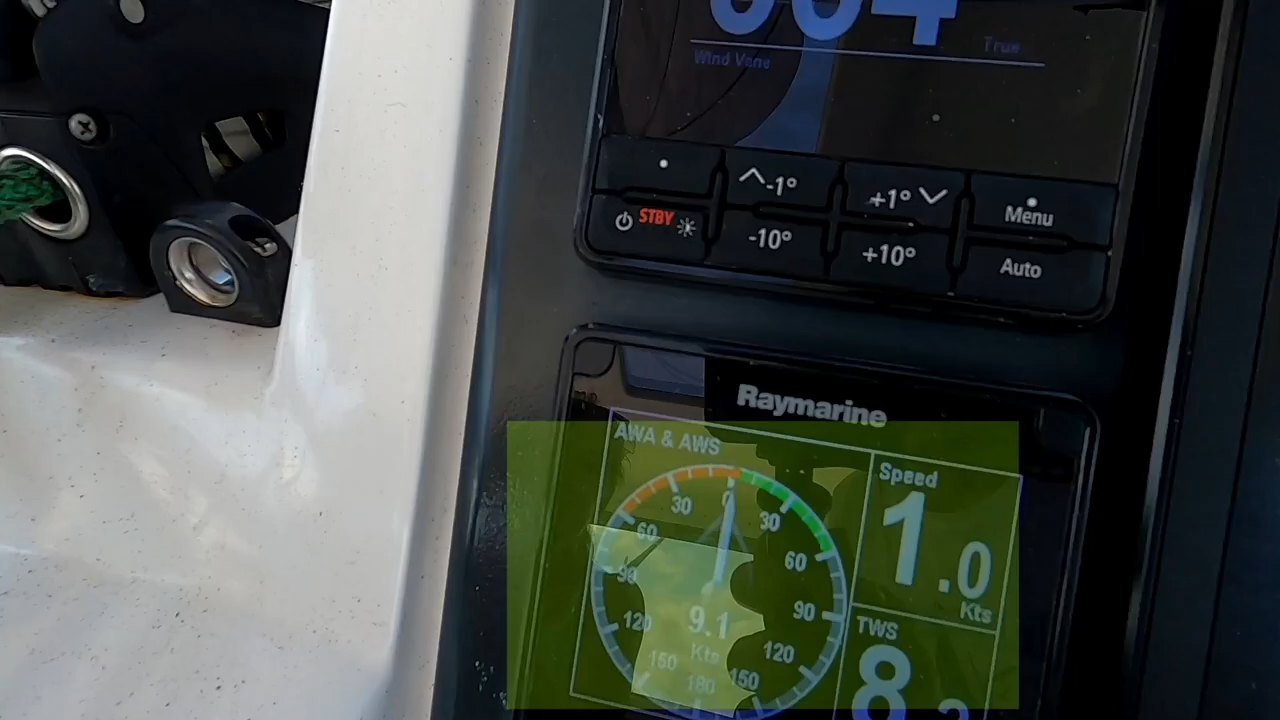 True
Wind Vane
-1°
+1°
Menu
STBY
-10°
+10°
Auto
Raymarine
AWA & AWS
Speed
1.0
Kts
0
30
30
60
60
90
90
120
120
150
150
180
9.1
Kts
TWS
8